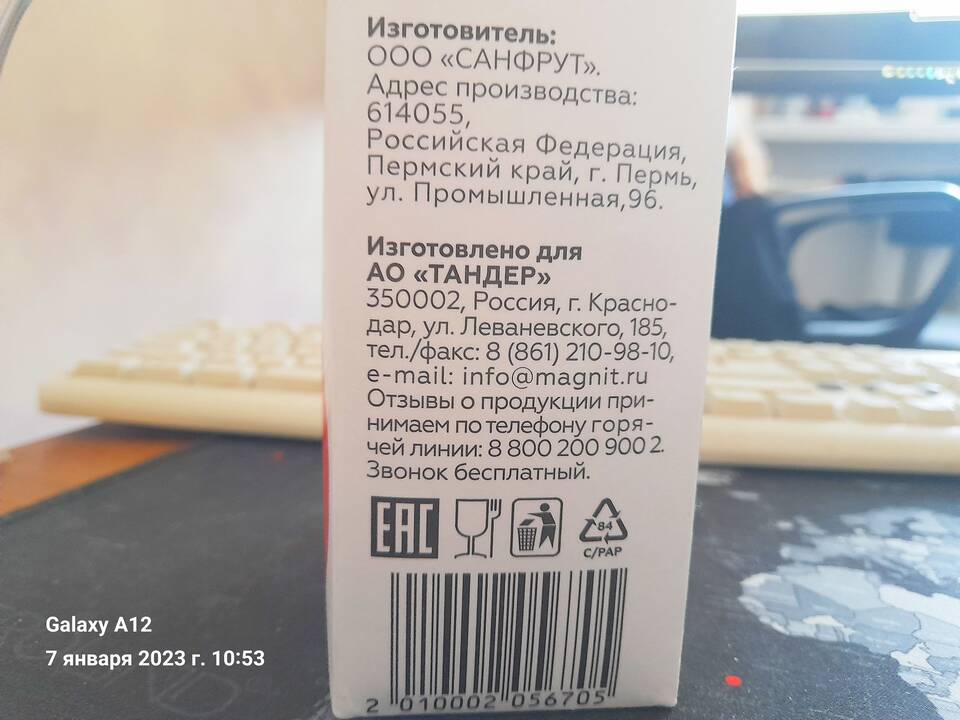 Изготовитель:
ООО «САНФРУТ».
Адрес производства:
614055,
Российская Федерация,
Пермский край, г. Пермь,
ул. Промышленная,96.
Изготовлено для
АО «ТАНДЕР»
350002, Россия, г. Красно-
дар, ул. Леваневского, 185,
тел./факс: 8 (861) 210-98-10,
e-mail: info@magnit.ru
Отзывы о продукции при-
нимаем по телефону горя-
чей линии: 8 800 200 900 2.
Звонок бесплатный.
EAC
84
C/PAP
2 010002 056705
Galaxy A12
7 января 2023 г. 10:53